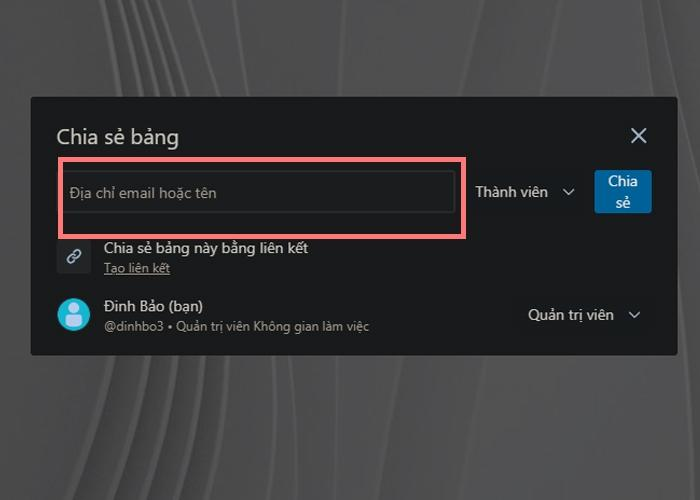 Chia sẻ bảng
Địa chỉ email hoặc tên
Thành viên
Chia
sẻ
Chia sẻ bảng này bằng liên kết
Tạo liên kết
Đinh Bảo (bạn)
@dinhbo3 • Quản trị viên Không gian làm việc
Quản trị viên